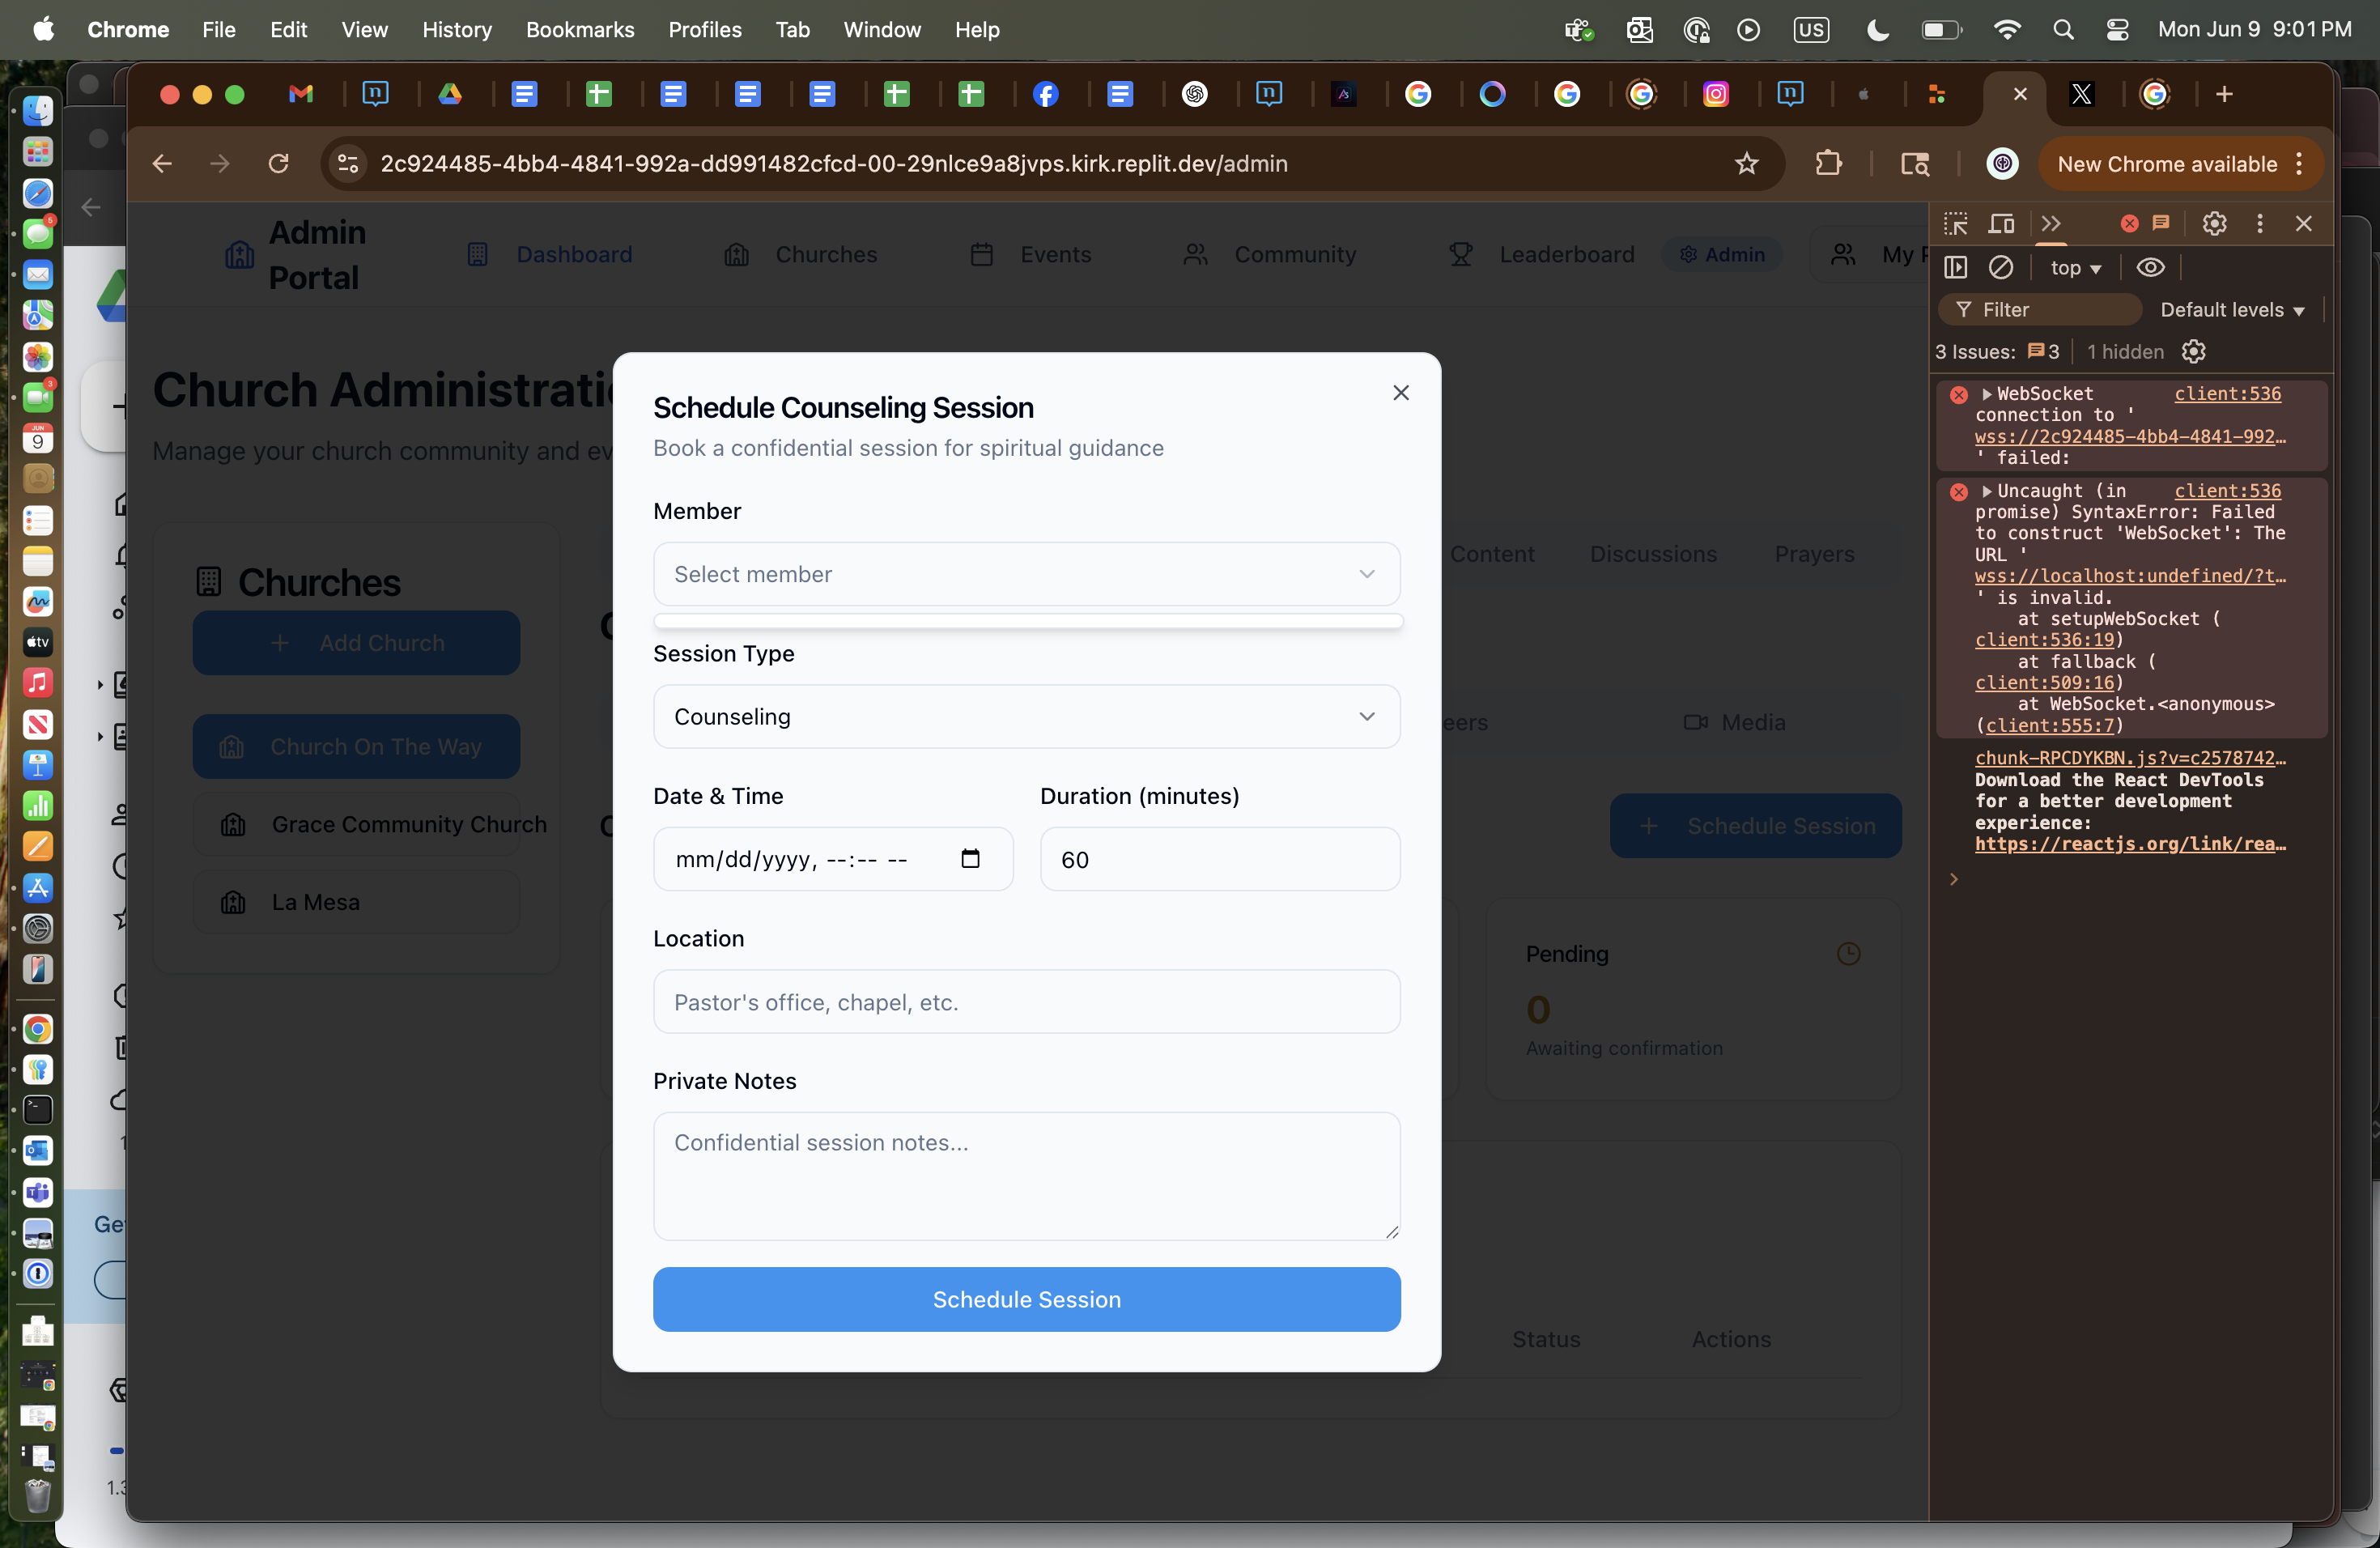 Chrome File Edit View History Bookmarks Profiles Tab Window Help
US
Mon Jun 9 9:01 PM
2c924485-4bb4-4841-992a-dd991482cfcd-00-29nlce9a8jvps.kirk.replit.dev/admin
New Chrome available
Admin
Portal
Dashboard
Churches
Events
Community
Leaderboard
Admin
My
Church Administratio
Manage your church community and ev
Churches
+ Add Church
Church On The Way
Grace Community Church
La Mesa
Content
Discussions
Prayers
eers
Media
+ Schedule Session
Pending
0
Awaiting confirmation
Status
Actions
Schedule Counseling Session
Book a confidential session for spiritual guidance
Member
Select member
Session Type
Counseling
Date & Time
Duration (minutes)
mm/dd/yyyy, --:-- --
60
Location
Pastor's office, chapel, etc.
Private Notes
Confidential session notes...
Schedule Session
top
Filter
Default levels
3 Issues: 3
1 hidden
WebSocket client:536
connection to '
wss://2c924485-4bb4-4841-992…
' failed:
Uncaught (in client:536
promise) SyntaxError: Failed
to construct 'WebSocket': The
URL '
wss://localhost:undefined/?t…
' is invalid.
at setupWebSocket (
client:536:19)
at fallback (
client:509:16)
at WebSocket.<anonymous>
(client:555:7)
chunk-RPCDYKBN.js?v=c2578742…
Download the React DevTools
for a better development
experience:
https://reactjs.org/link/rea…
JUN
9
5
3
tv
Ge
1.3